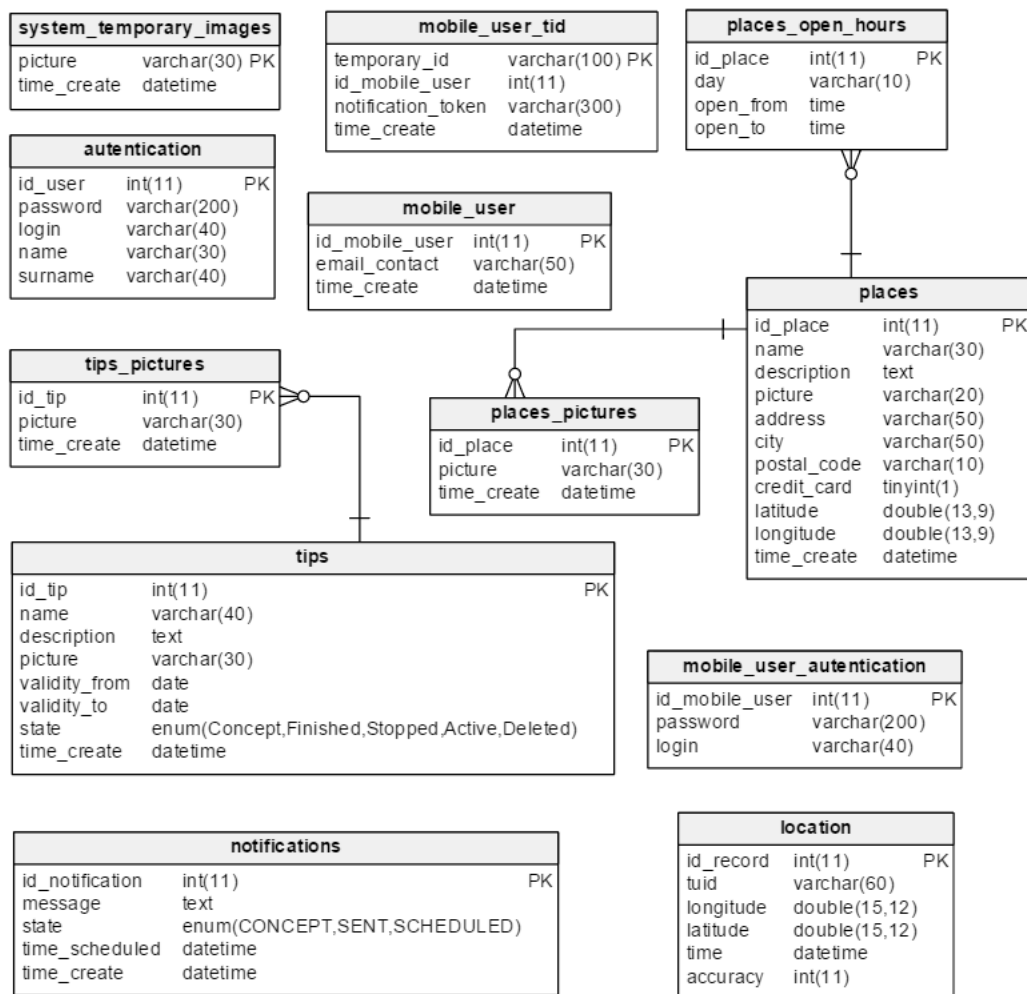 system_temporary_images
picture varchar(30) PK
time_create datetime
mobile_user_tid
temporary_id varchar(100) PK
id_mobile_user int(11)
notification_token varchar(300)
time_create datetime
places_open_hours
id_place int(11) PK
day varchar(10)
open_from time
open_to time
autentication
id_user int(11) PK
password varchar(200)
login varchar(40)
name varchar(30)
surname varchar(40)
mobile_user
id_mobile_user int(11) PK
email_contact varchar(50)
time_create datetime
places
id_place int(11) PK
name varchar(30)
description text
picture varchar(20)
address varchar(50)
city varchar(50)
postal_code varchar(10)
credit_card tinyint(1)
latitude double(13,9)
longitude double(13,9)
time_create datetime
tips_pictures
id_tip int(11) PK
picture varchar(30)
time_create datetime
places_pictures
id_place int(11) PK
picture varchar(30)
time_create datetime
tips
id_tip int(11) PK
name varchar(40)
description text
picture varchar(30)
validity_from date
validity_to date
state enum(Concept,Finished,Stopped,Active,Deleted)
time_create datetime
mobile_user_autentication
id_mobile_user int(11) PK
password varchar(200)
login varchar(40)
notifications
id_notification int(11) PK
message text
state enum(CONCEPT,SENT,SCHEDULED)
time_scheduled datetime
time_create datetime
location
id_record int(11) PK
tuid varchar(60)
longitude double(15,12)
latitude double(15,12)
time datetime
accuracy int(11)